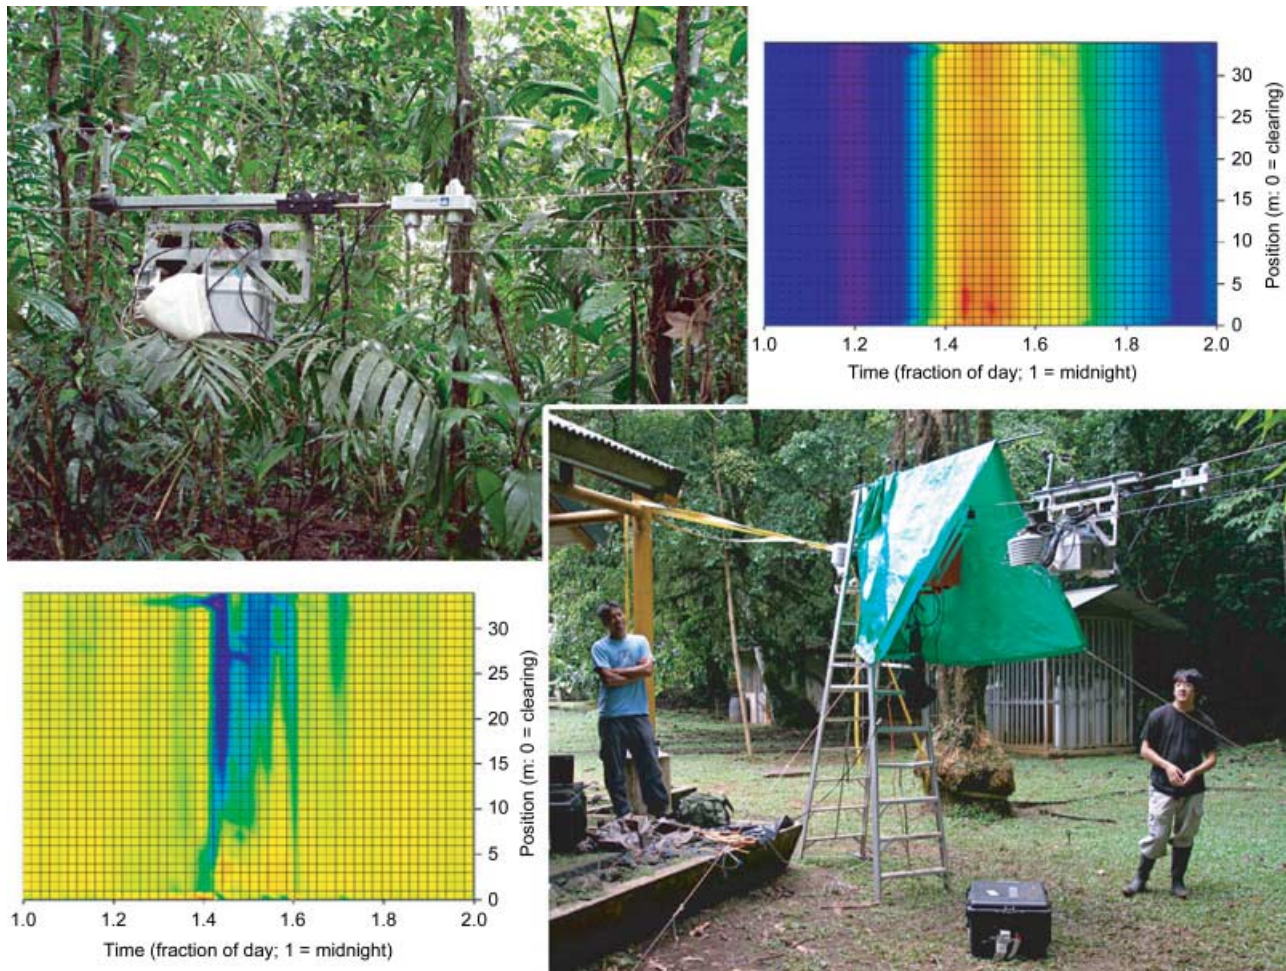 30
25
20
15
10
5
0
Position (m: 0 = clearing)
1.0 1.2 1.4 1.6 1.8 2.0
Time (fraction of day; 1 = midnight)
30
25
20
15
10
5
0
Position (m: 0 = clearing)
1.0 1.2 1.4 1.6 1.8 2.0
Time (fraction of day; 1 = midnight)